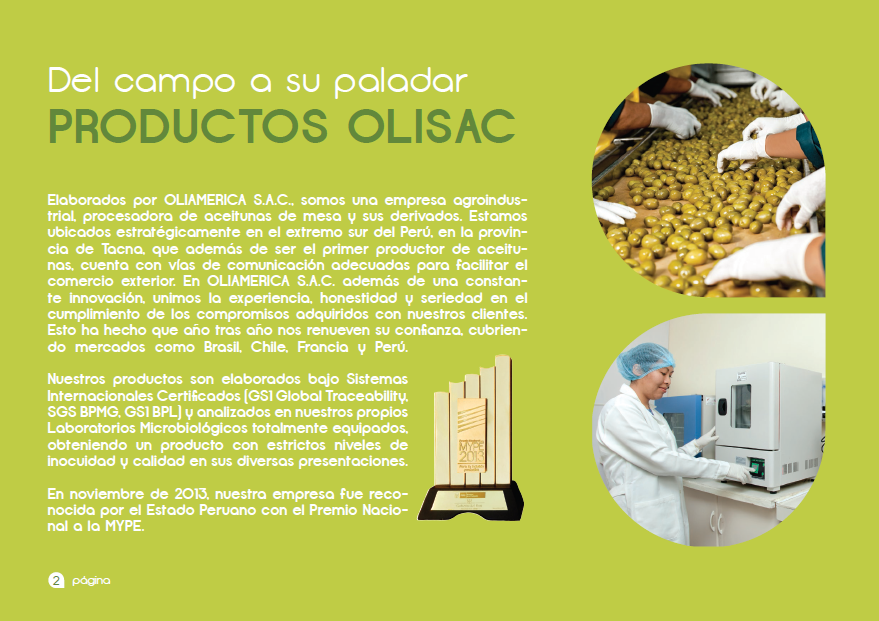 Del campo a su paladar
PRODUCTOS OLISAC
Elaborados por OLIAMERICA S.A.C., somos una empresa agroindus-
trial, procesadora de aceitunas de mesa y sus derivados. Estamos
ubicados estratégicamente en el extremo sur del Perú, en la provin-
cia de Tacna, que además de ser el primer productor de aceitu-
nas, cuenta con vías de comunicación adecuadas para facilitar el
comercio exterior. En OLIAMERICA S.A.C. además de una constan-
te innovación, unimos la experiencia, honestidad y seriedad en el
cumplimiento de los compromisos adquiridos con nuestros clientes.
Esto ha hecho que año tras año nos renueven su confianza, cubrien-
do mercados como Brasil, Chile, Francia y Perú.
Nuestros productos son elaborados bajo Sistemas
Internacionales Certificados (GS1 Global Traceability,
SGS BPMG, GS1 BPL) y analizados en nuestros propios
Laboratorios Microbiológicos totalmente equipados,
obteniendo un producto con estrictos niveles de
inocuidad y calidad en sus diversas presentaciones.
En noviembre de 2013, nuestra empresa fue reco-
nocida por el Estado Peruano con el Premio Nacio-
nal a la MYPE.
MYPE
2013
2 página